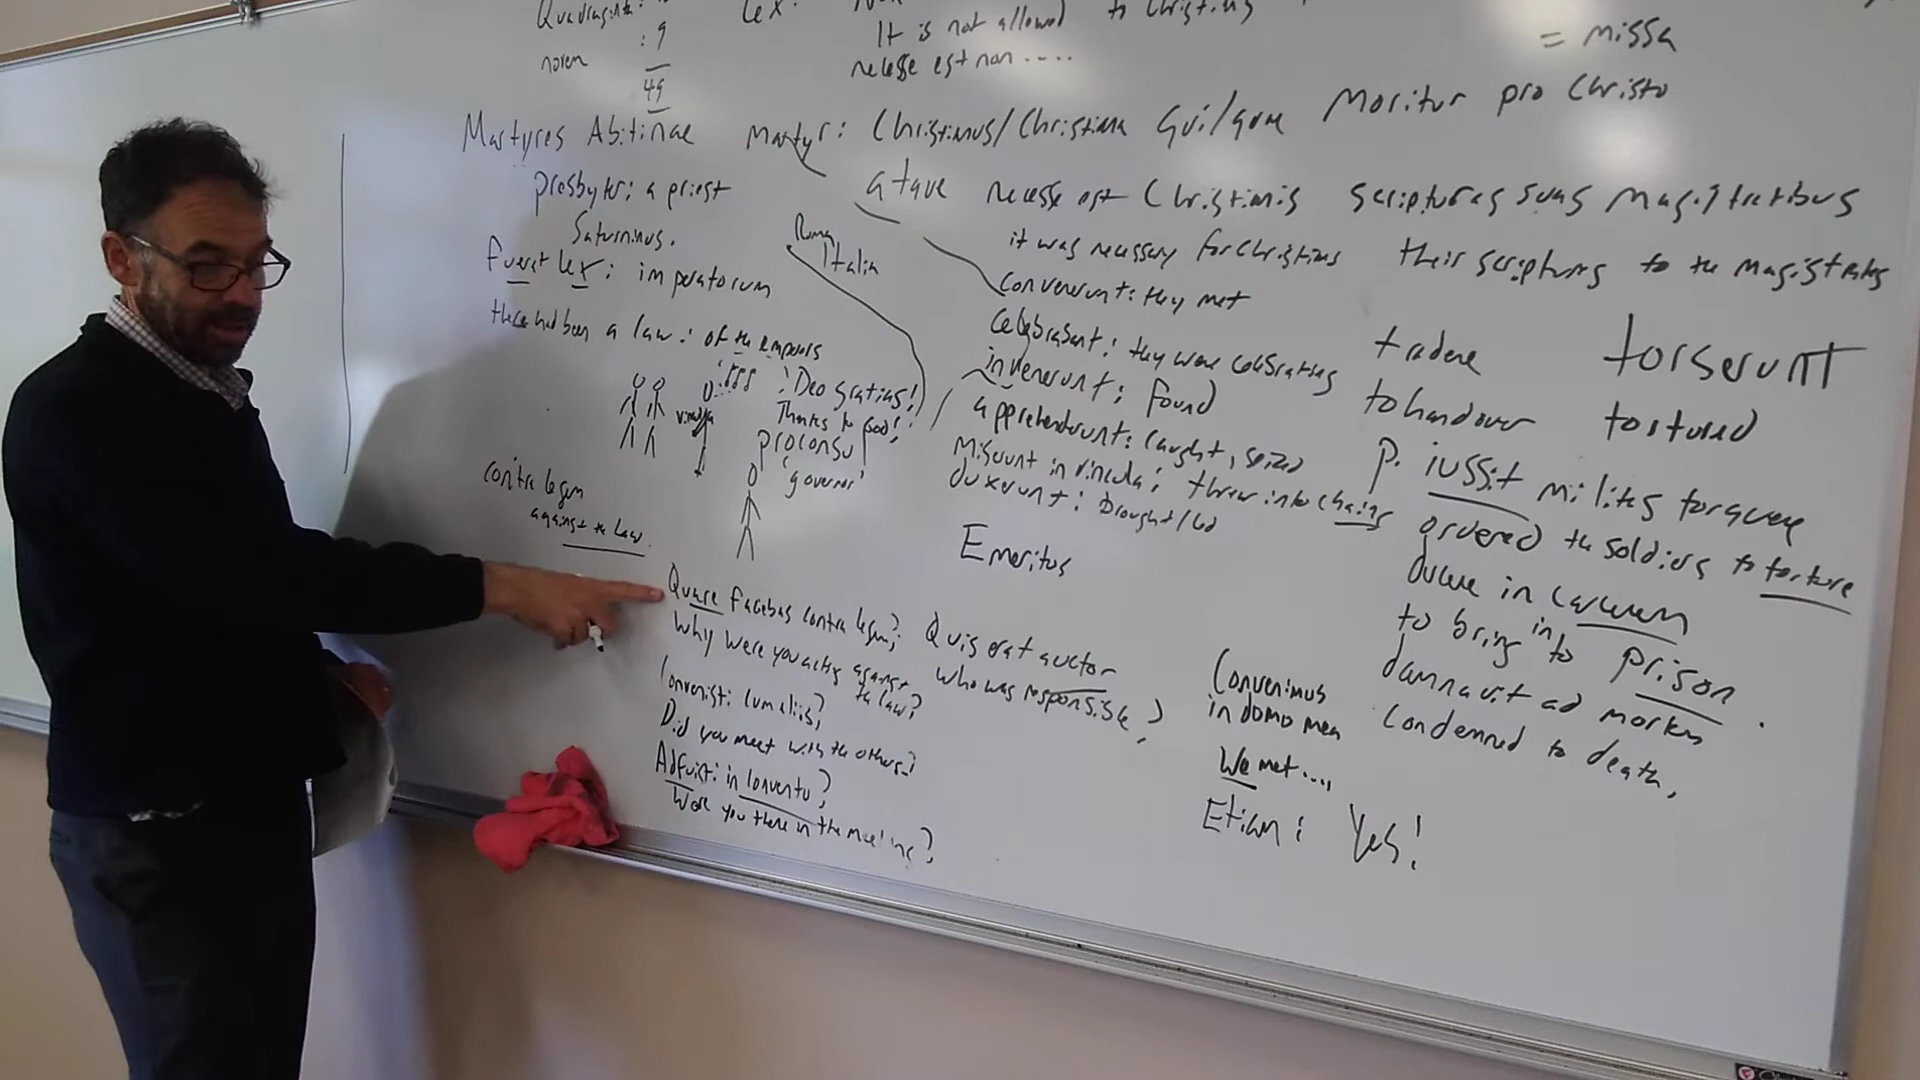 : 9
novem
49
lex
It is not allowed to Christians
necesse est non ....
= missa
Martyres Abitinae martyr: Christianus/Christiana qui/quae moritur pro Christo
presbyter: a priest
Saturninus.
fuerat lex: imperatorum
there had been a law: of the emperors
Roma
Italia
atque necesse est Christianis scripturas suas magistratibus
it was necessary for Christians their scriptures to the magistrates
convenerunt: they met
celebrabant: they were celebrating
invenerunt: found
apprehenderunt: caught, seized
miserunt in vincula: threw into chains
duxerunt: brought/led
Emeritus
tradere
to handover
torserunt
tortured
: Deo gratias!
Thanks to God!
vincula
proconsul
'governor'
contra legem
against the law.
Quare faciebas contra legem?
Why were you acting against the law?
Quis erat auctor
who was responsible?
Convenisti cum aliis?
Did you meet with the others?
Adfuisti in conventu?
Were you there in the meeting?
Convenimus
in domo mea
We met....
Etiam: Yes!
P. iussit milites torquere
ordered the soldiers to torture
ducere in carcerem
to bring into prison
damnavit ad mortem
condemned to death.